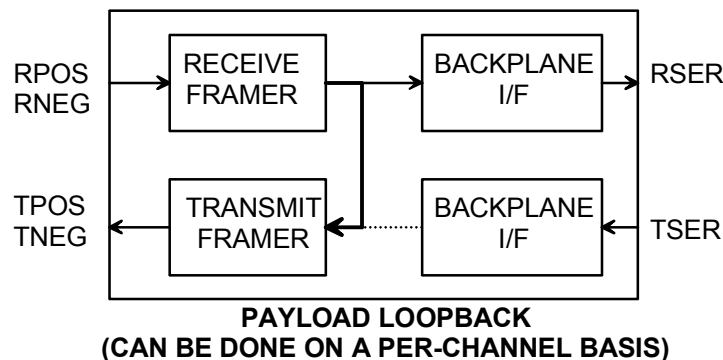 RPOS
RNEG
RECEIVE
FRAMER
BACKPLANE
I/F
RSER
TPOS
TNEG
TRANSMIT
FRAMER
BACKPLANE
I/F
TSER
PAYLOAD LOOPBACK
(CAN BE DONE ON A PER-CHANNEL BASIS)